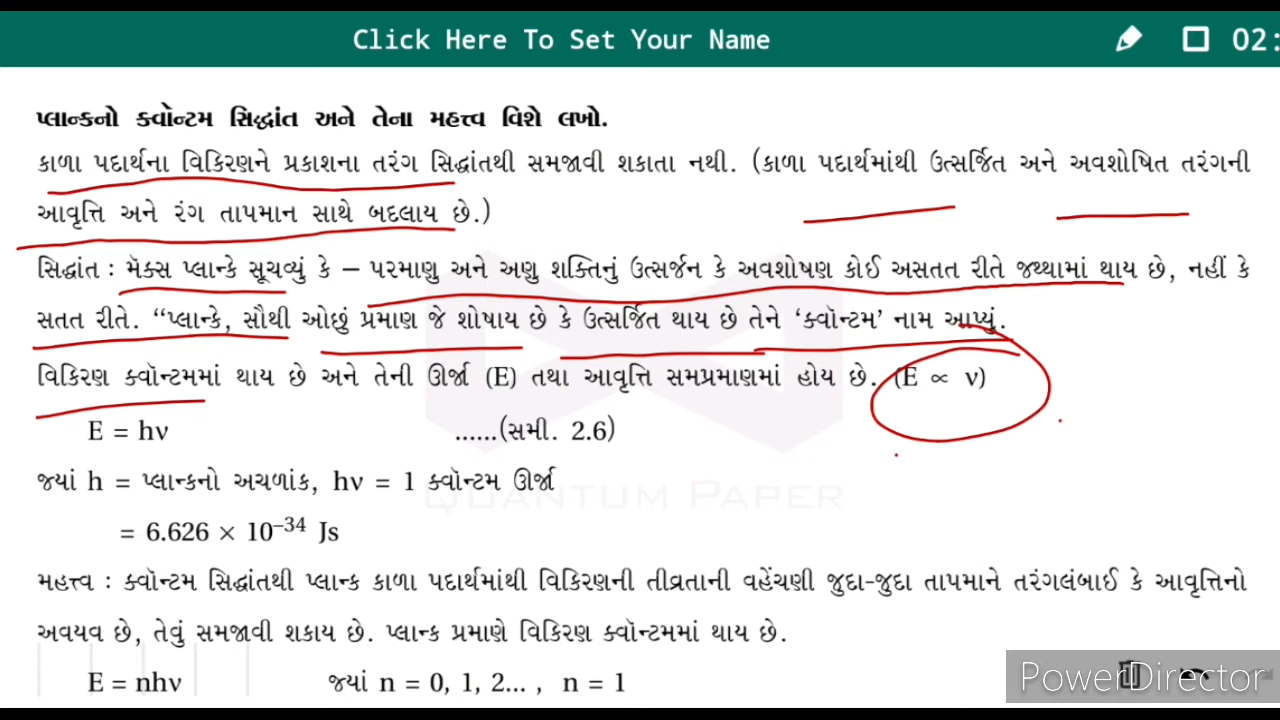 Click Here To Set Your Name
02:
પ્લાન્કનો ક્વૉન્ટમ સિદ્ધાંત અને તેના મહત્ત્વ વિશે લખો.
કાળા પદાર્થના વિકિરણને પ્રકાશના તરંગ સિદ્ધાંતથી સમજાવી શકાતા નથી. (કાળા પદાર્થમાંથી ઉત્સર્જિત અને અવશોષિત તરંગની
આવૃત્તિ અને રંગ તાપમાન સાથે બદલાય છે.)
સિદ્ધાંત : મૅક્સ પ્લાન્કે સૂચવ્યું કે – પરમાણુ અને અણુ શક્તિનું ઉત્સર્જન કે અવશોષણ કોઈ અસતત રીતે જથ્થામાં થાય છે, નહીં કે
સતત રીતે. “પ્લાન્કે, સૌથી ઓછું પ્રમાણ જે શોષાય છે કે ઉત્સર્જિત થાય છે તેને ‘ક્વૉન્ટમ’ નામ આપ્યું.
વિકિરણ ક્વૉન્ટમમાં થાય છે અને તેની ઊર્જા (E) તથા આવૃત્તિ સમપ્રમાણમાં હોય છે. (E ∝ ν)
E = hν ......(સમી. 2.6)
જ્યાં h = પ્લાન્કનો અચળાંક, hν = 1 ક્વૉન્ટમ ઊર્જા
= 6.626 × 10⁻³⁴ Js
મહત્ત્વ : ક્વૉન્ટમ સિદ્ધાંતથી પ્લાન્ક કાળા પદાર્થમાંથી વિકિરણની તીવ્રતાની વહેંચણી જુદા-જુદા તાપમાને તરંગલંબાઈ કે આવૃત્તિનો
અવયવ છે, તેવું સમજાવી શકાય છે. પ્લાન્ક પ્રમાણે વિકિરણ ક્વૉન્ટમમાં થાય છે.
E = nhν જ્યાં n = 0, 1, 2... , n = 1
QUANTUM PAPER
PowerDirector